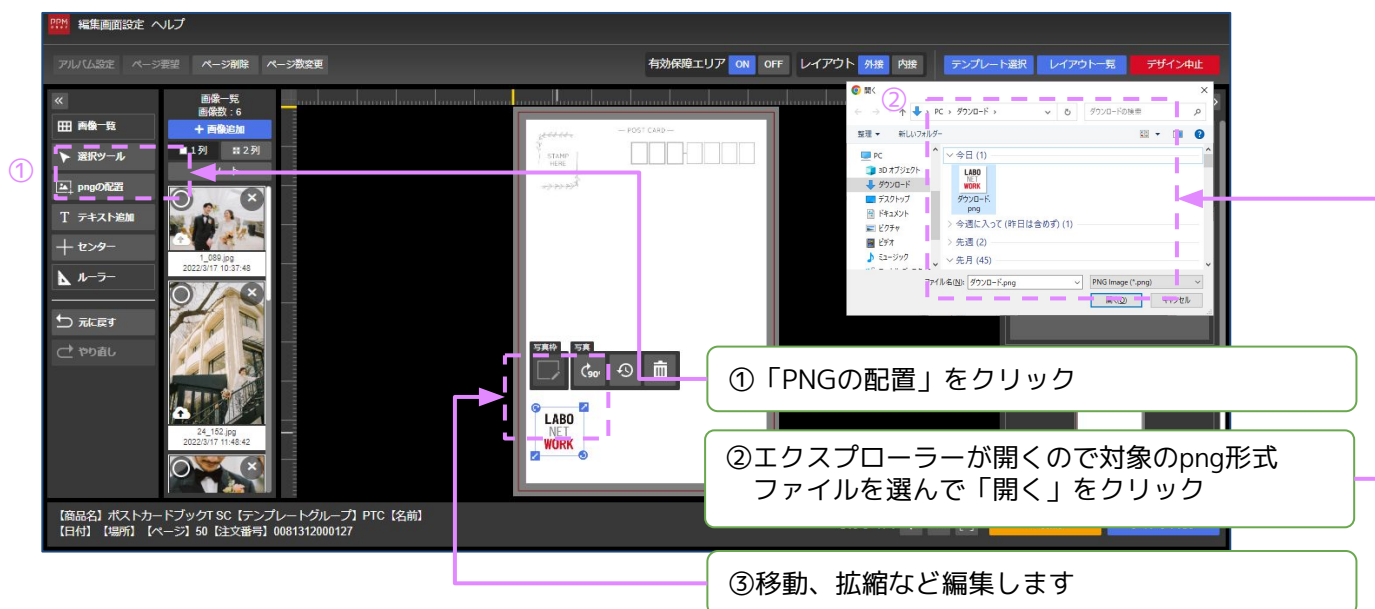 PPM
編集画面設定 ヘルプ
アルバム設定 ページ要望 ページ削除 ページ数変更
有効保障エリア ON OFF レイアウト 外接 内接 テンプレート選択 レイアウト一覧 デザイン中止
①
画像一覧
選択ツール
pngの配置
T テキスト追加
センター
ルーラー
元に戻す
やり直し
画像一覧
画像数:6
+ 画像追加
1列 2列
1_089.jpg
2022/3/17 10:37:48
24_152.jpg
2022/3/17 11:48:42
POST CARD
STAMP
HERE
写真枠 写真
90°
LABO
NET
WORK
②
開く
PC › ダウンロード › ダウンロードの検索
整理 新しいフォルダー
PC
3D オブジェクト
ダウンロード
デスクトップ
ドキュメント
ピクチャ
ビデオ
ミュージック
今日 (1)
LABO
NET
WORK
ダウンロード.
png
今週に入って (昨日は含めず) (1)
先週 (2)
先月 (45)
ファイル名(N): ダウンロード.png PNG Image (*.png)
開く(O) キャンセル
①「PNGの配置」をクリック
②エクスプローラーが開くので対象のpng形式
ファイルを選んで「開く」をクリック
③移動、拡縮など編集します
【商品名】ポストカードブックT SC【テンプレートグループ】PTC【名前】
【日付】【場所】【ページ】50【注文番号】0081312000127